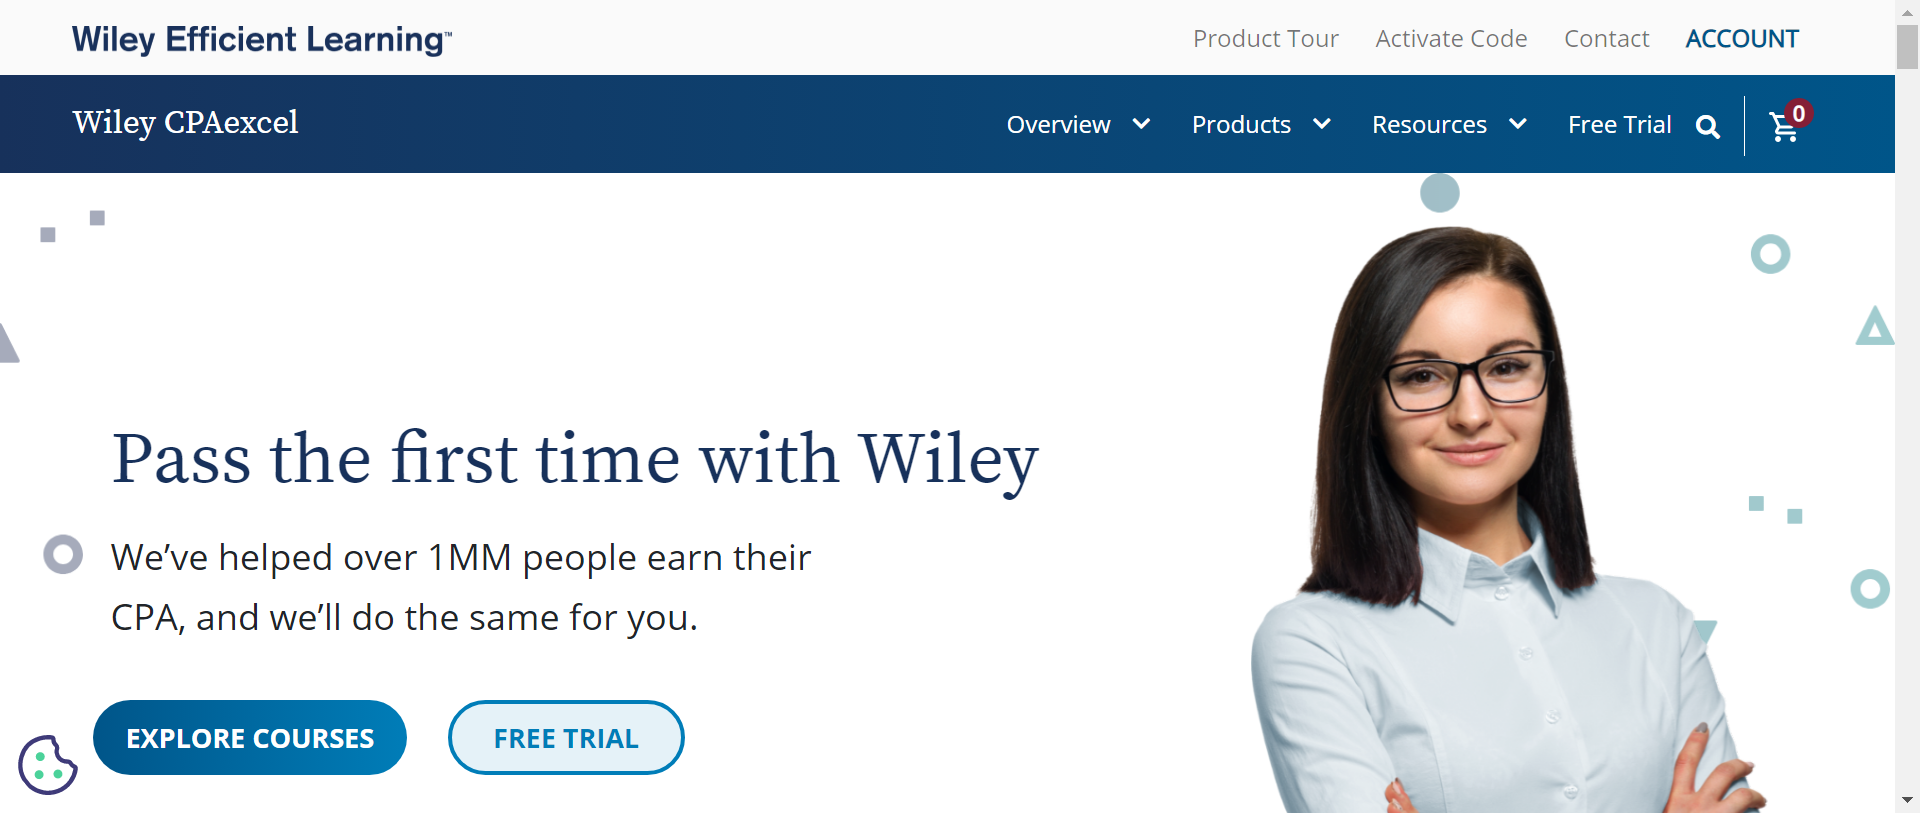 Wiley Efficient Learning™
Product Tour Activate Code Contact ACCOUNT
Wiley CPAexcel
Overview Products Resources Free Trial 0
Pass the first time with Wiley
We’ve helped over 1MM people earn their
CPA, and we’ll do the same for you.
EXPLORE COURSES FREE TRIAL